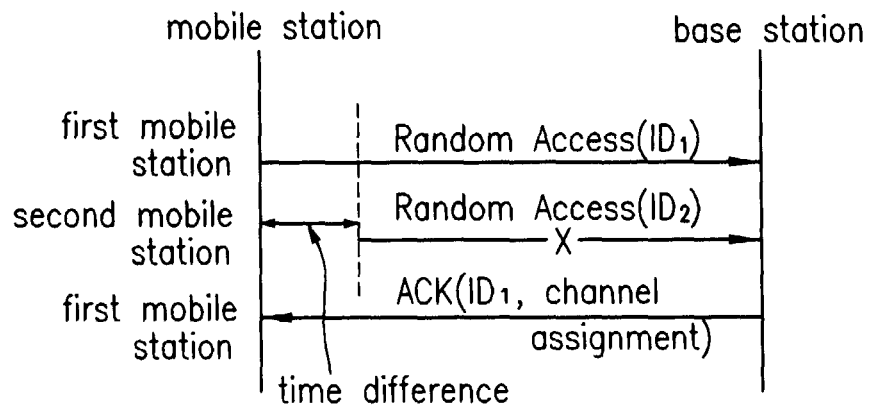 mobile station
base station
first mobile
station
Random Access(ID₁)
second mobile
station
Random Access(ID₂)
X
first mobile
station
ACK(ID₁, channel
assignment)
time difference